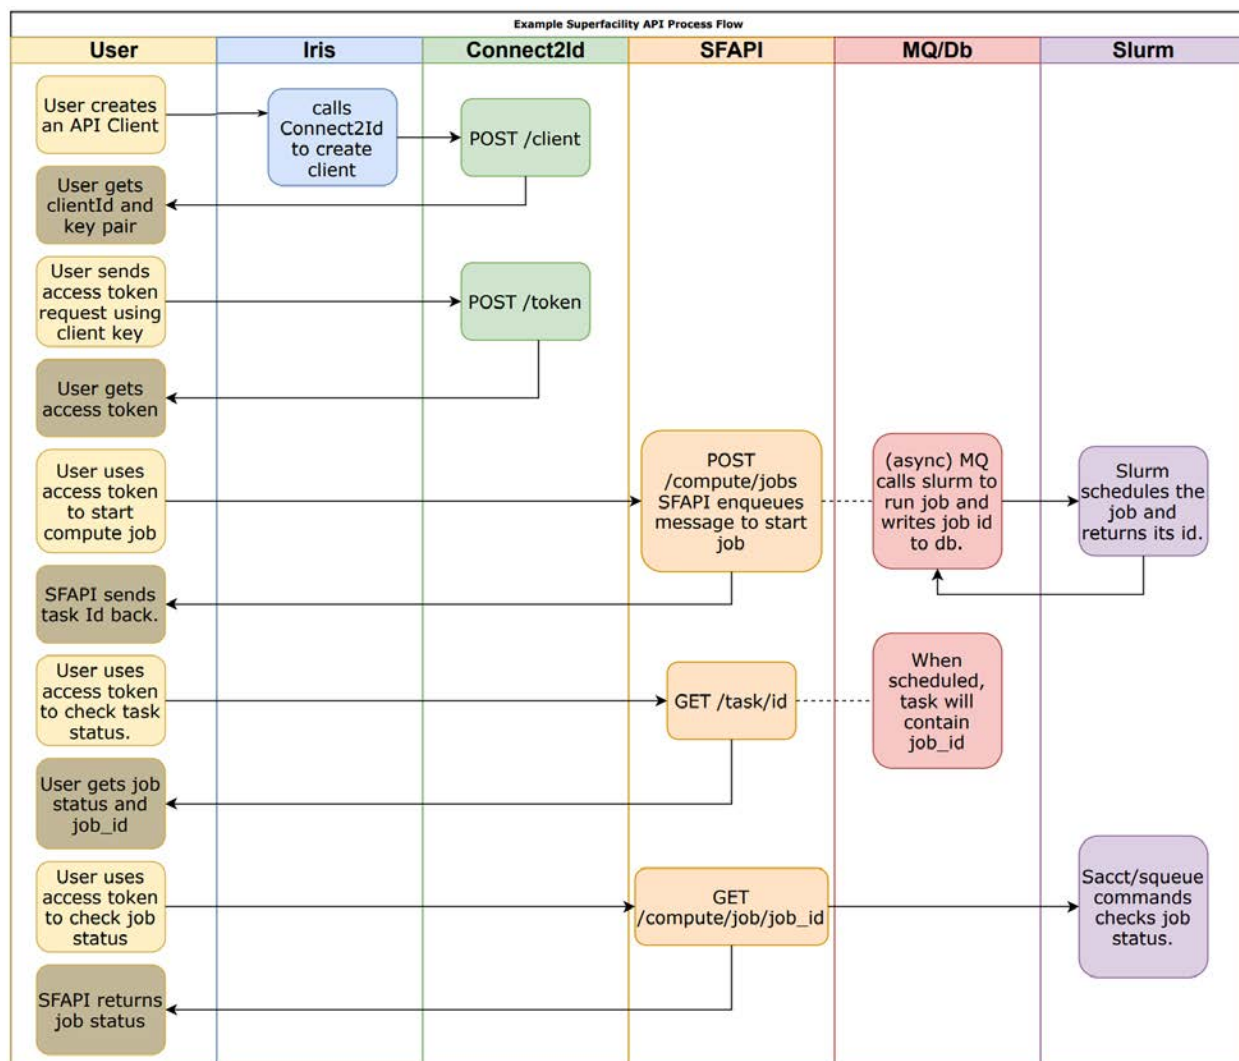 Example Superfacility API Process Flow
User
Iris
Connect2Id
SFAPI
MQ/Db
Slurm
User creates
an API Client
calls
Connect2Id
to create
client
POST /client
User gets
clientId and
key pair
User sends
access token
request using
client key
POST /token
User gets
access token
User uses
access token
to start
compute job
POST
/compute/jobs
SFAPI enqueues
message to start
job
(async) MQ
calls slurm to
run job and
writes job id
to db.
Slurm
schedules the
job and
returns its id.
SFAPI sends
task Id back.
User uses
access token
to check task
status.
GET /task/id
When
scheduled,
task will
contain
job_id
User gets job
status and
job_id
User uses
access token
to check job
status
GET
/compute/job/job_id
Sacct/squeue
commands
checks job
status.
SFAPI returns
job status